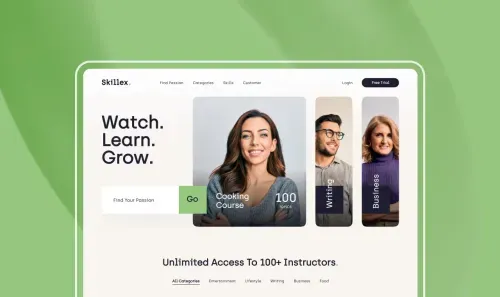 Skillex.
Find Passion Categories Skills Customer
Login Free Trial
Watch.
Learn.
Grow.
Find Your Passion
Go
Cooking
Course
100
Writing
Business
Unlimited Access To 100+ Instructors.
All Categories Entertainment Lifestyle Writing Business Food